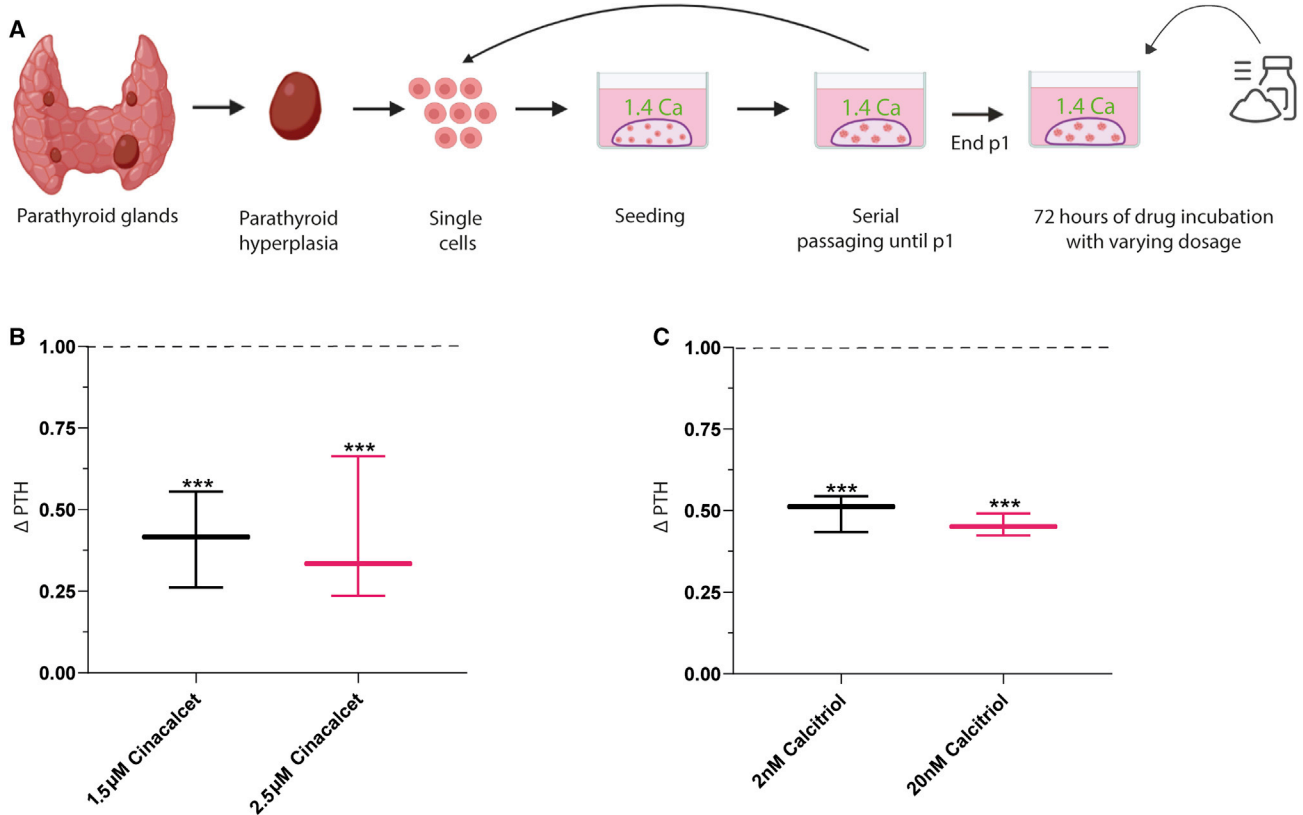 A
1.4 Ca
1.4 Ca
1.4 Ca
End p1
Parathyroid glands
Parathyroid
hyperplasia
Single
cells
Seeding
Serial
passaging until p1
72 hours of drug incubation
with varying dosage
B
1.00
0.75
0.50
0.25
0.00
Δ PTH
***
***
1.5µM Cinacalcet
2.5µM Cinacalcet
C
1.00
0.75
0.50
0.25
0.00
Δ PTH
***
***
2nM Calcitriol
20nM Calcitriol